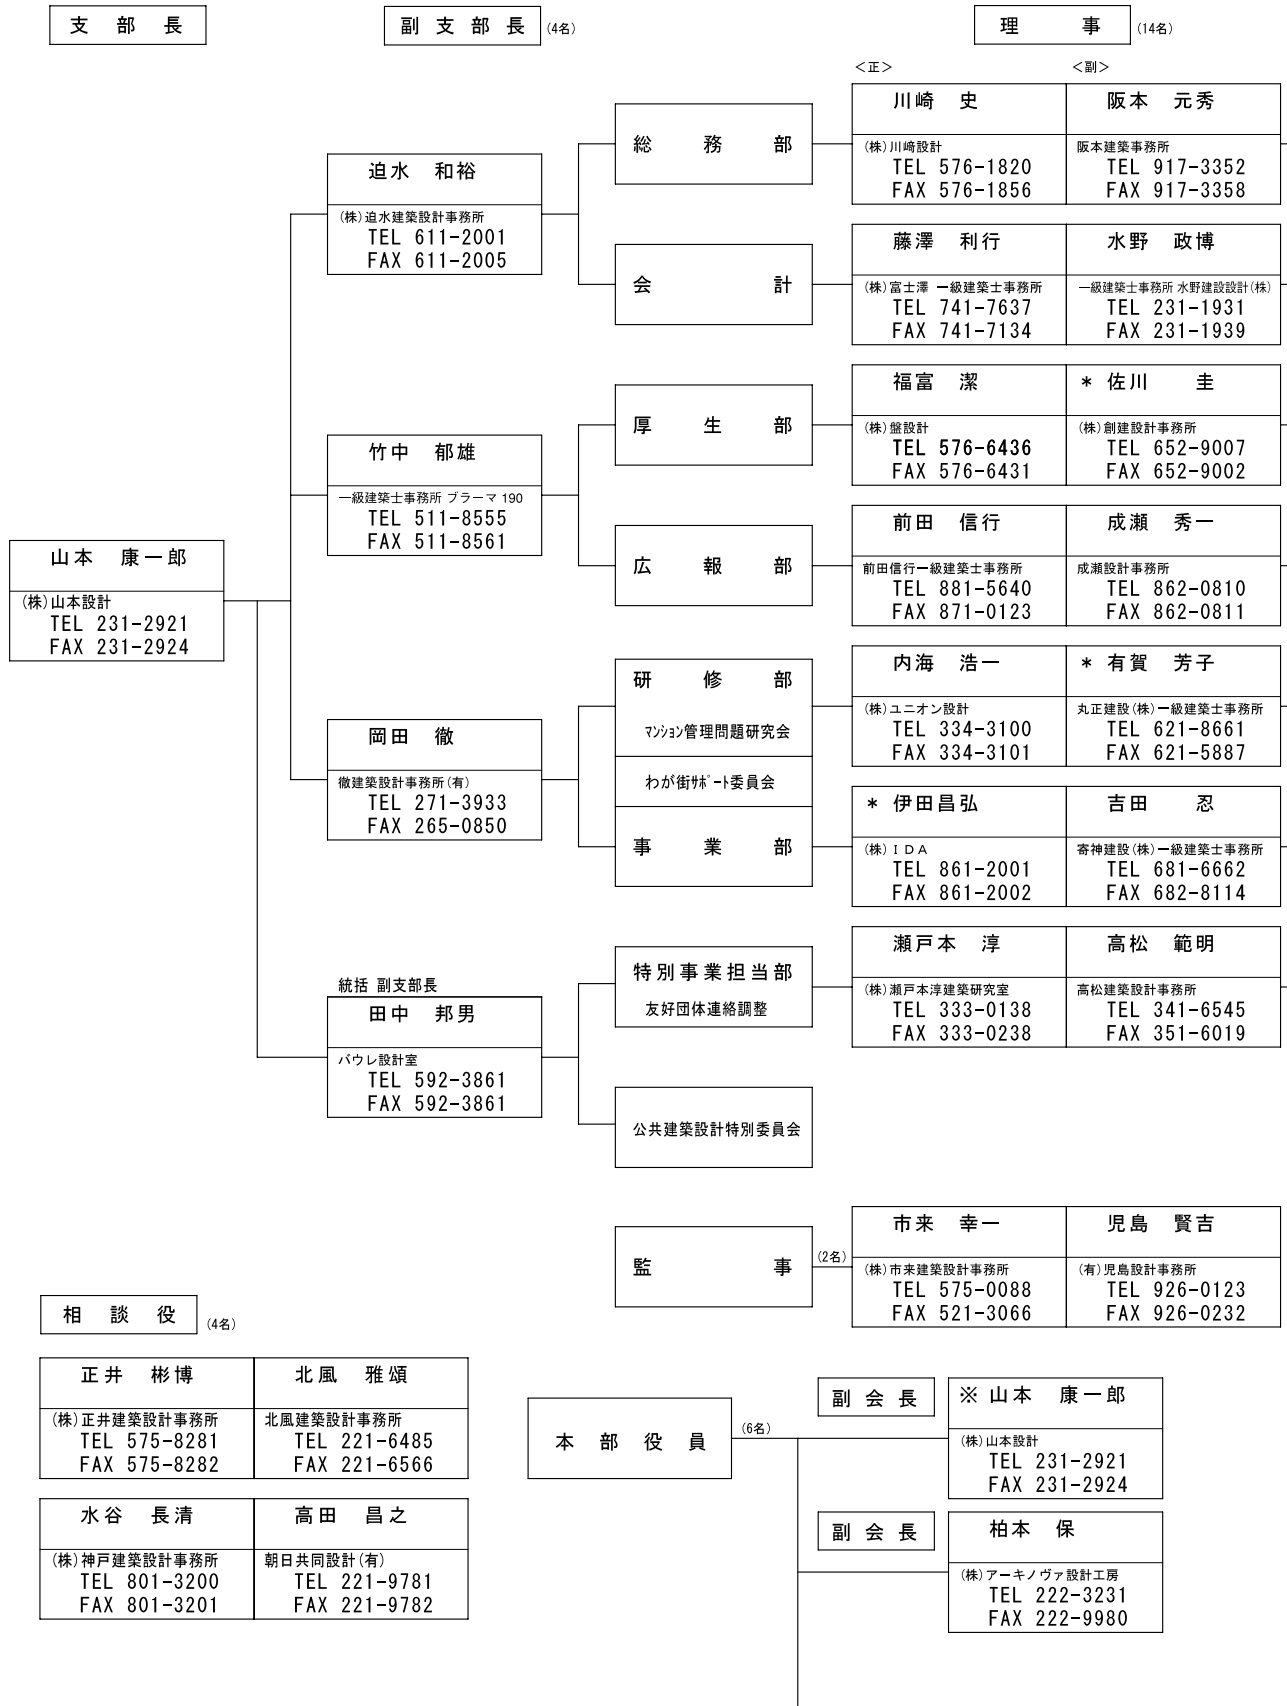 支部長
副支部長 (4名)
理事 (14名)
<正> <副>
総務部
川崎 史
(株)川﨑設計
TEL 576-1820
FAX 576-1856
阪本 元秀
阪本建築事務所
TEL 917-3352
FAX 917-3358
迫水 和裕
(株)迫水建築設計事務所
TEL 611-2001
FAX 611-2005
会計
藤澤 利行
(株)富士澤 一級建築士事務所
TEL 741-7637
FAX 741-7134
水野 政博
一級建築士事務所 水野建設設計(株)
TEL 231-1931
FAX 231-1939
厚生部
福富 潔
(株)盤設計
TEL 576-6436
FAX 576-6431
* 佐川 圭
(株)創建設計事務所
TEL 652-9007
FAX 652-9002
竹中 郁雄
一級建築士事務所 プラーマ 190
TEL 511-8555
FAX 511-8561
広報部
前田 信行
前田信行一級建築士事務所
TEL 881-5640
FAX 871-0123
成瀬 秀一
成瀬設計事務所
TEL 862-0810
FAX 862-0811
山本 康一郎
(株)山本設計
TEL 231-2921
FAX 231-2924
研修部
マンション管理問題研究会
わが街サポート委員会
事業部
内海 浩一
(株)ユニオン設計
TEL 334-3100
FAX 334-3101
* 有賀 芳子
丸正建設(株)一級建築士事務所
TEL 621-8661
FAX 621-5887
岡田 徹
徹建築設計事務所(有)
TEL 271-3933
FAX 265-0850
* 伊田昌弘
(株)ＩＤＡ
TEL 861-2001
FAX 861-2002
吉田 忍
寄神建設(株)一級建築士事務所
TEL 681-6662
FAX 682-8114
特別事業担当部
友好団体連絡調整
瀬戸本 淳
(株)瀬戸本淳建築研究室
TEL 333-0138
FAX 333-0238
高松 範明
高松建築設計事務所
TEL 341-6545
FAX 351-6019
統括 副支部長
田中 邦男
バウレ設計室
TEL 592-3861
FAX 592-3861
公共建築設計特別委員会
監事 (2名)
市来 幸一
(株)市来建築設計事務所
TEL 575-0088
FAX 521-3066
児島 賢吉
(有)児島設計事務所
TEL 926-0123
FAX 926-0232
相談役 (4名)
正井 彬博
(株)正井建築設計事務所
TEL 575-8281
FAX 575-8282
北風 雅頌
北風建築設計事務所
TEL 221-6485
FAX 221-6566
水谷 長清
(株)神戸建築設計事務所
TEL 801-3200
FAX 801-3201
高田 昌之
朝日共同設計(有)
TEL 221-9781
FAX 221-9782
本部役員 (6名)
副会長
※ 山本 康一郎
(株)山本設計
TEL 231-2921
FAX 231-2924
副会長
柏本 保
(株)アーキノヴァ設計工房
TEL 222-3231
FAX 222-9980